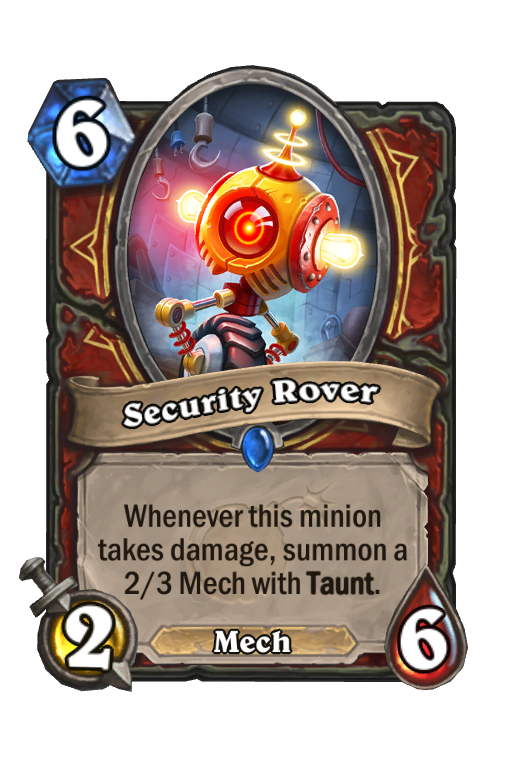 6
Security Rover
Whenever this minion
takes damage, summon a
2/3 Mech with Taunt.
2
Mech
6